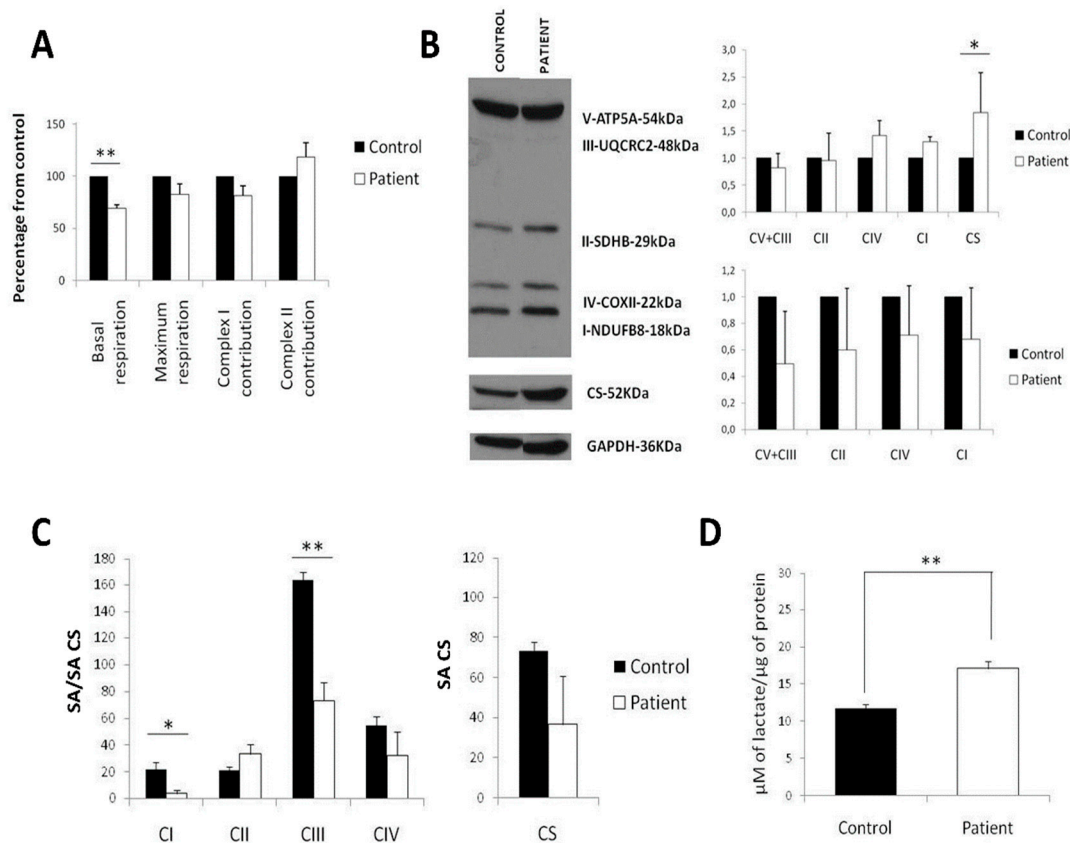 A
Percentage from control
150
100
50
0
**
Basal
respiration
Maximum
respiration
Complex I
contribution
Complex II
contribution
Control
Patient
B
CONTROL
PATIENT
V-ATP5A-54kDa
III-UQCRC2-48kDa
II-SDHB-29kDa
IV-COXII-22kDa
I-NDUFB8-18kDa
CS-52KDa
GAPDH-36KDa
*
3,0
2,5
2,0
1,5
1,0
0,5
0,0
CV+CIII CII CIV CI CS
Control
Patient
1,2
1,0
0,8
0,6
0,4
0,2
0,0
CV+CIII CII CIV CI
Control
Patient
C
SA/SA CS
180
160
140
120
100
80
60
40
20
0
*
**
CI CII CIII CIV
SA CS
120
100
80
60
40
20
0
CS
Control
Patient
D
µM of lactate/µg of protein
30
25
20
15
10
5
0
**
Control Patient